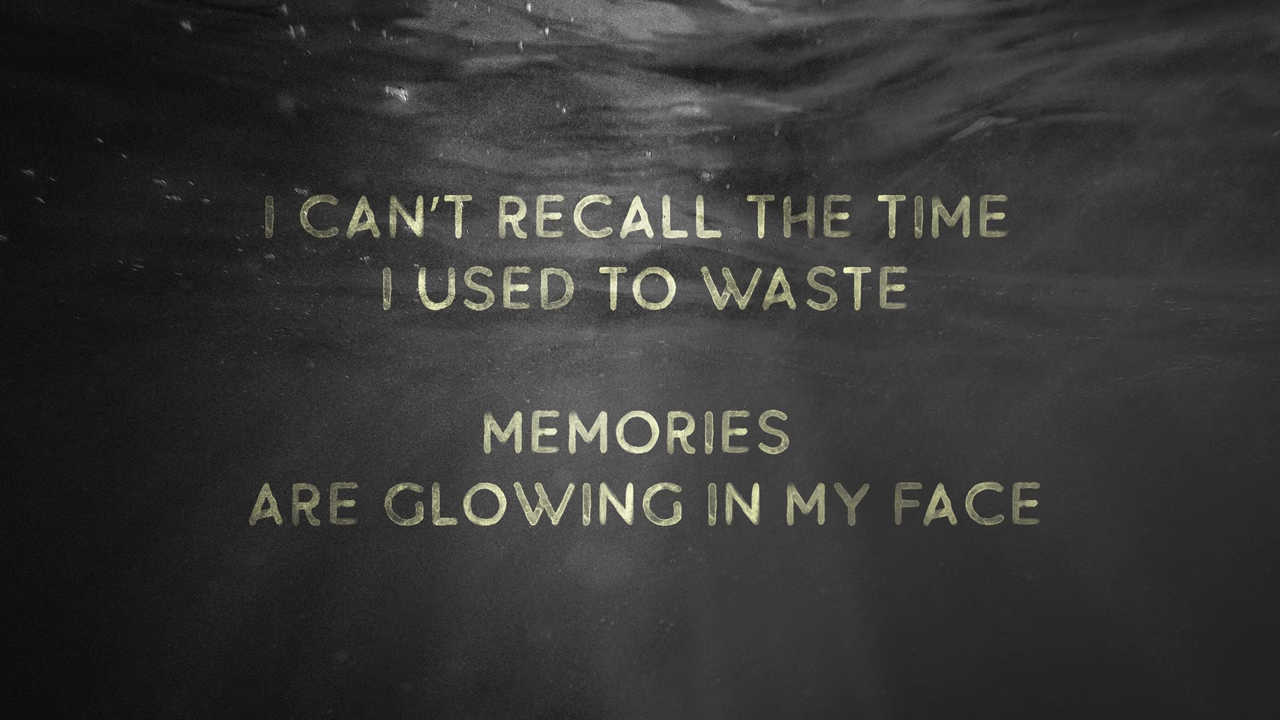 I CAN'T RECALL THE TIME
I USED TO WASTE
MEMORIES
ARE GLOWING IN MY FACE